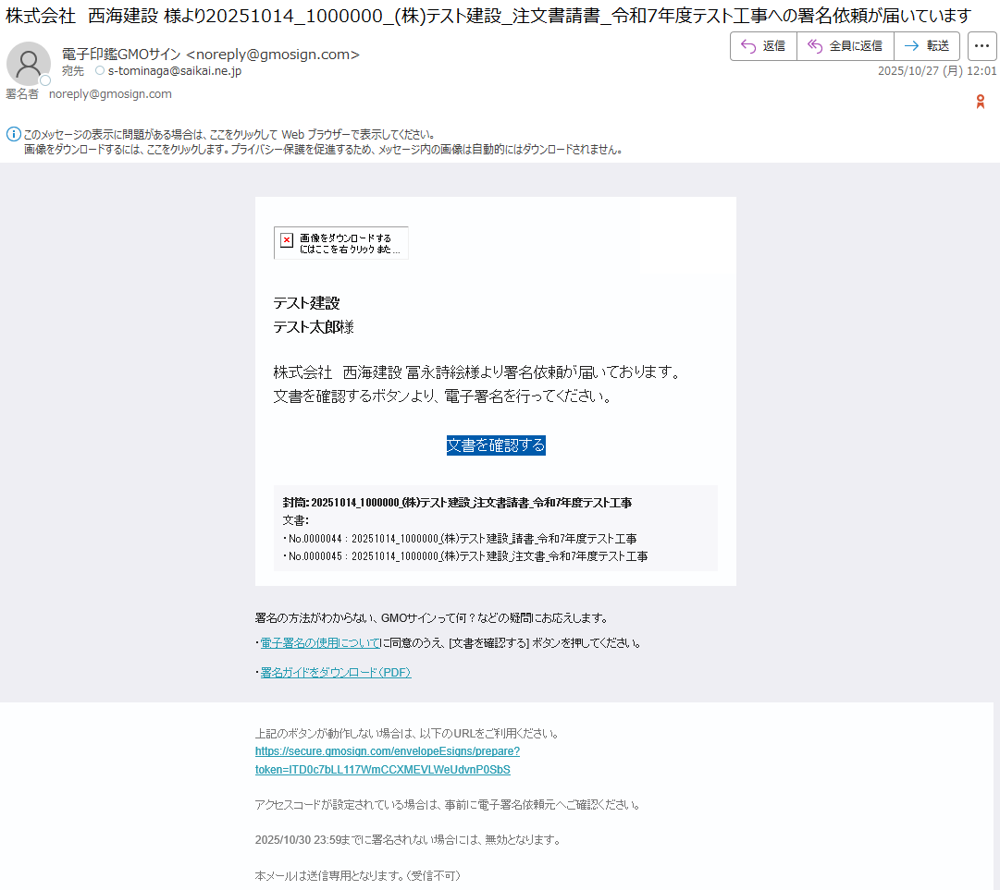 株式会社　西海建設 様より20251014_1000000_(株)テスト建設_注文書請書_令和7年度テスト工事への署名依頼が届いています
電子印鑑GMOサイン <noreply@gmosign.com>
返信 全員に返信 転送
宛先 s-tominaga@saikai.ne.jp
2025/10/27 (月) 12:01
署名者 noreply@gmosign.com
このメッセージの表示に問題がある場合は、ここをクリックして Web ブラウザーで表示してください。
画像をダウンロードするには、ここをクリックします。プライバシー保護を促進するため、メッセージ内の画像は自動的にはダウンロードされません。
画像をダウンロードする
にはここを右クリックまた...
テスト建設
テスト太郎様
株式会社　西海建設 冨永詩絵様より署名依頼が届いております。
文書を確認するボタンより、電子署名を行ってください。
文書を確認する
封筒: 20251014_1000000_(株)テスト建設_注文書請書_令和7年度テスト工事
文書:
・No.0000044 : 20251014_1000000_(株)テスト建設_請書_令和7年度テスト工事
・No.0000045 : 20251014_1000000_(株)テスト建設_注文書_令和7年度テスト工事
署名の方法がわからない、GMOサインって何？などの疑問にお応えします。
・電子署名の使用についてに同意のうえ、[文書を確認する] ボタンを押してください。
・署名ガイドをダウンロード（PDF）
上記のボタンが動作しない場合は、以下のURLをご利用ください。
https://secure.gmosign.com/envelopeEsigns/prepare?
token=ITD0c7bLL117WmCCXMEVLWeUdvnP0SbS
アクセスコードが設定されている場合は、事前に電子署名依頼元へご確認ください。
2025/10/30 23:59までに署名されない場合には、無効となります。
本メールは送信専用となります。（受信不可）